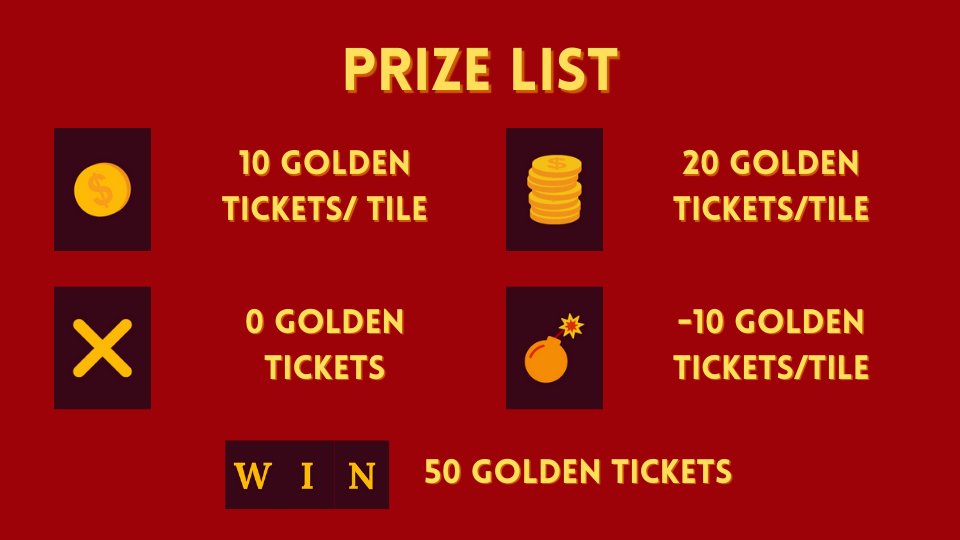 PRIZE LIST
10 GOLDEN
TICKETS/ TILE
20 GOLDEN
TICKETS/TILE
0 GOLDEN
TICKETS
-10 GOLDEN
TICKETS/TILE
W I N
50 GOLDEN TICKETS